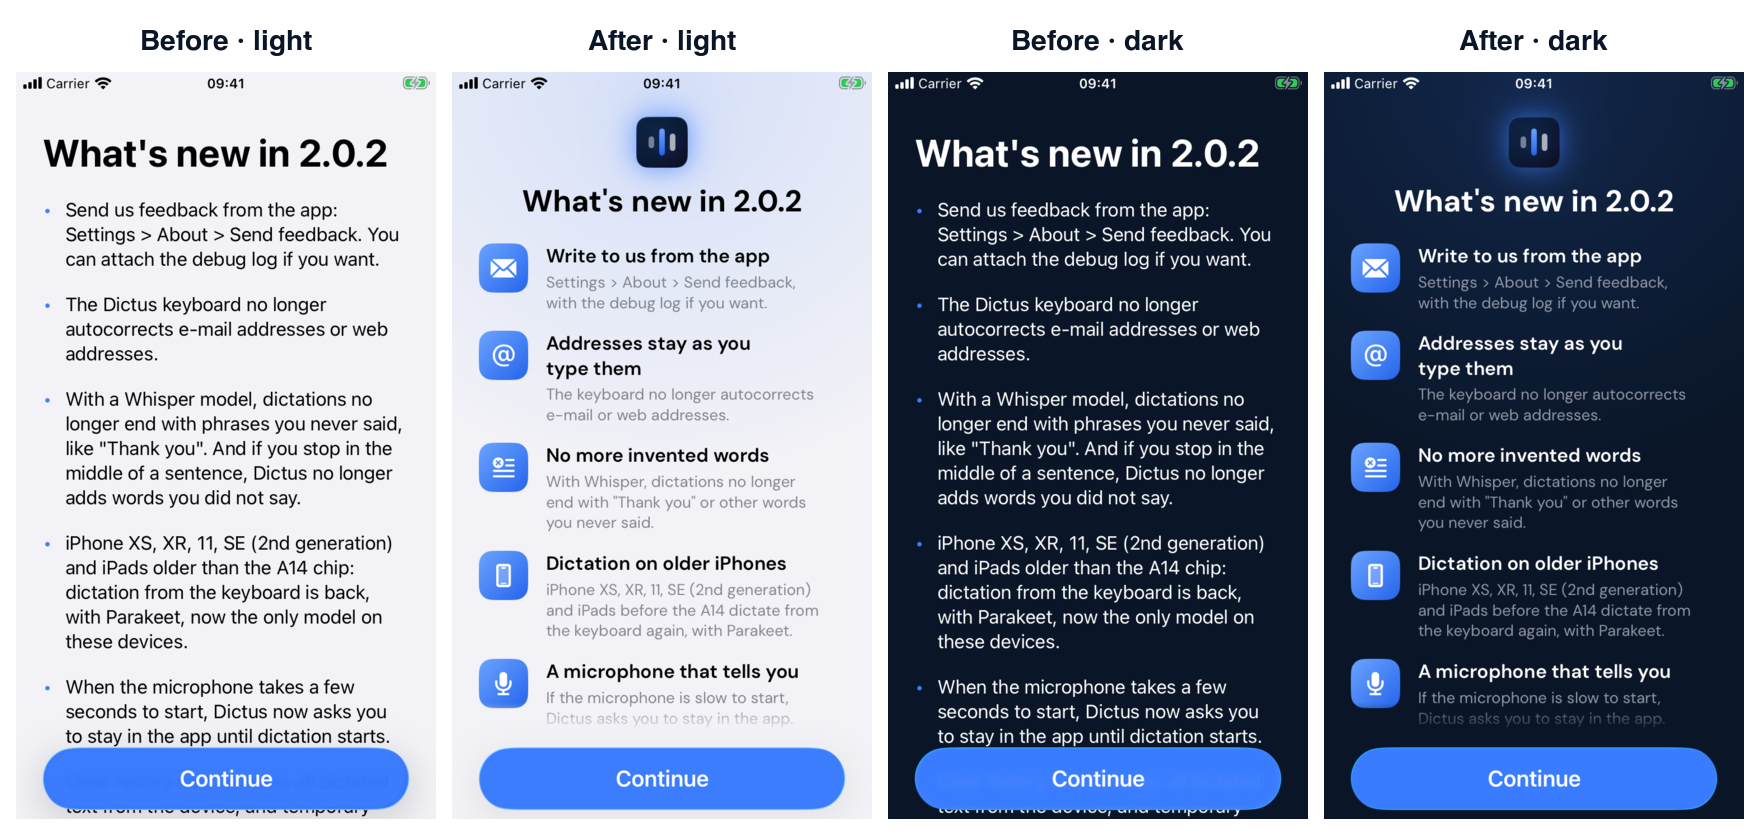 Before · light
Carrier
09:41
What's new in 2.0.2
• Send us feedback from the app:
Settings > About > Send feedback. You
can attach the debug log if you want.
• The Dictus keyboard no longer
autocorrects e-mail addresses or web
addresses.
• With a Whisper model, dictations no
longer end with phrases you never said,
like "Thank you". And if you stop in the
middle of a sentence, Dictus no longer
adds words you did not say.
• iPhone XS, XR, 11, SE (2nd generation)
and iPads older than the A14 chip:
dictation from the keyboard is back,
with Parakeet, now the only model on
these devices.
• When the microphone takes a few
seconds to start, Dictus now asks you
to stay in the app until dictation starts.
Continue
text from the device, and temporary
After · light
Carrier
09:41
What's new in 2.0.2
Write to us from the app
Settings > About > Send feedback,
with the debug log if you want.
@
Addresses stay as you
type them
The keyboard no longer autocorrects
e-mail or web addresses.
No more invented words
With Whisper, dictations no longer
end with "Thank you" or other words
you never said.
Dictation on older iPhones
iPhone XS, XR, 11, SE (2nd generation)
and iPads before the A14 dictate from
the keyboard again, with Parakeet.
A microphone that tells you
If the microphone is slow to start,
Dictus asks you to stay in the app.
Continue
Before · dark
Carrier
09:41
What's new in 2.0.2
• Send us feedback from the app:
Settings > About > Send feedback. You
can attach the debug log if you want.
• The Dictus keyboard no longer
autocorrects e-mail addresses or web
addresses.
• With a Whisper model, dictations no
longer end with phrases you never said,
like "Thank you". And if you stop in the
middle of a sentence, Dictus no longer
adds words you did not say.
• iPhone XS, XR, 11, SE (2nd generation)
and iPads older than the A14 chip:
dictation from the keyboard is back,
with Parakeet, now the only model on
these devices.
• When the microphone takes a few
seconds to start, Dictus now asks you
to stay in the app until dictation starts.
Continue
text from the device, and temporary
After · dark
Carrier
09:41
What's new in 2.0.2
Write to us from the app
Settings > About > Send feedback,
with the debug log if you want.
@
Addresses stay as you
type them
The keyboard no longer autocorrects
e-mail or web addresses.
No more invented words
With Whisper, dictations no longer
end with "Thank you" or other words
you never said.
Dictation on older iPhones
iPhone XS, XR, 11, SE (2nd generation)
and iPads before the A14 dictate from
the keyboard again, with Parakeet.
A microphone that tells you
If the microphone is slow to start,
Dictus asks you to stay in the app.
Continue